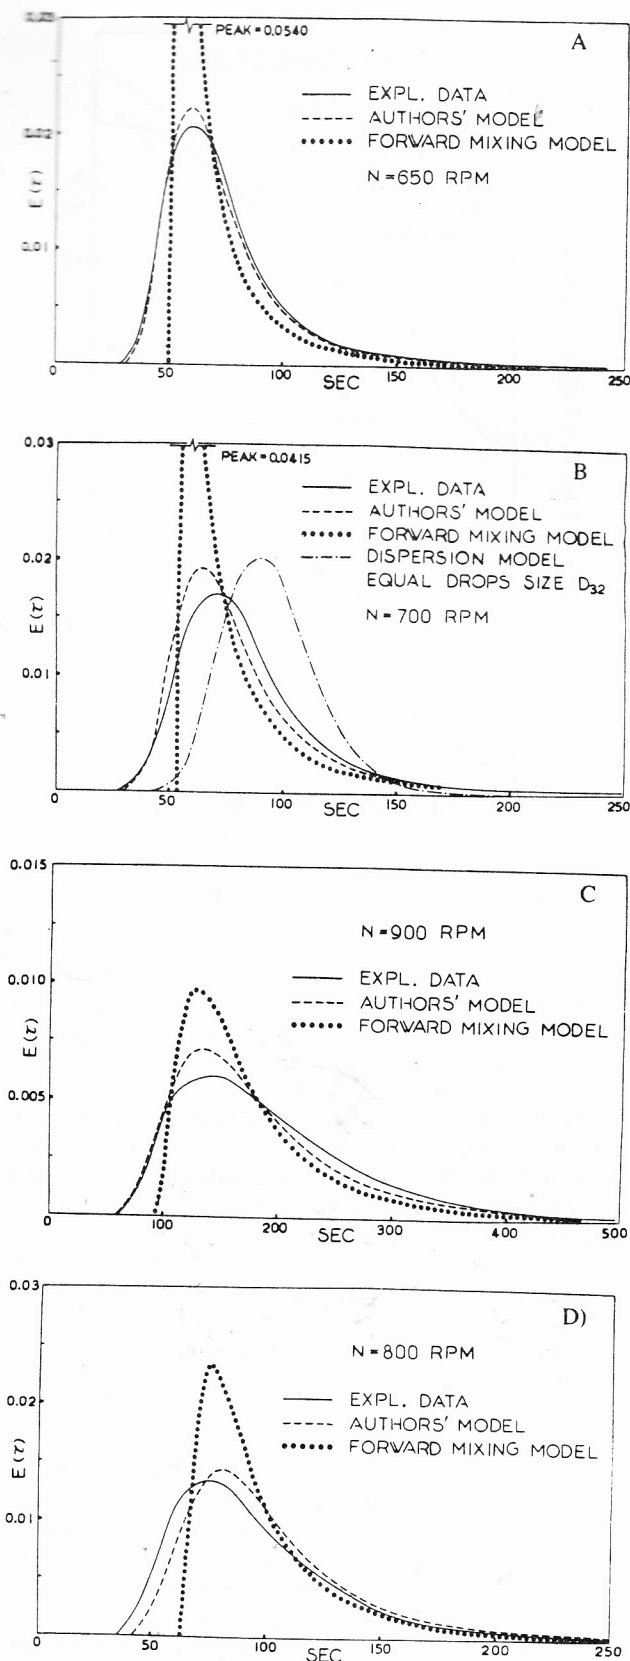 PEAK=0.0540
A
EXPL. DATA
AUTHORS' MODEL
FORWARD MIXING MODEL
N=650 RPM
E(τ)
0.01
0 50 100 150 200 250
SEC
0.03
PEAK=0.0415
B
EXPL. DATA
AUTHORS' MODEL
FORWARD MIXING MODEL
DISPERSION MODEL
EQUAL DROPS SIZE D32
N=700 RPM
0.02
E(τ)
0.01
0 50 100 150 200 250
SEC
0.015
C
N=900 RPM
0.010
EXPL. DATA
AUTHORS' MODEL
FORWARD MIXING MODEL
E(τ)
0.005
0 100 200 300 400 500
SEC
0.03
D)
N=800 RPM
0.02
EXPL. DATA
AUTHORS' MODEL
FORWARD MIXING MODEL
E(τ)
0.01
0 50 100 150 200 250
SEC